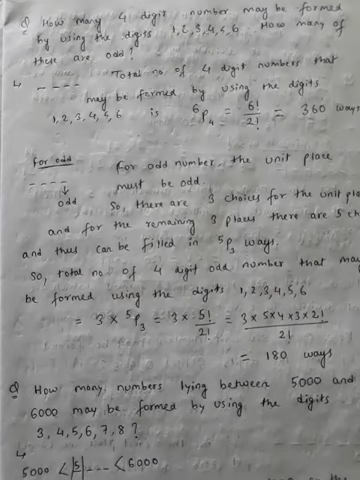 Q How many 4 digit number may be formed
by using the digits 1,2,3,4,5,6 How many of
these are odd?
↳ - - - - Total no. of 4 digit numbers that
may be formed by using the digits
1,2,3,4,5,6 is ⁶P₄ = 6!/2! = 360 ways
For odd For odd number, the unit place
- - - - must be odd.
↓
odd So, there are 3 choices for the unit pla
and for the remaining 3 places there are 5 ch
and thus can be filled in ⁵P₃ ways.
So, total no. of 4 digit odd number that may
be formed using the digits 1,2,3,4,5,6
= 3 × ⁵P₃ = 3 × 5!/2! = 3×5×4×3×2!/2!
= 180 ways
Q How many numbers lying between 5000 and
6000 may be formed by using the digits
3,4,5,6,7,8?
↳
5000 < |5| - - - < 6000